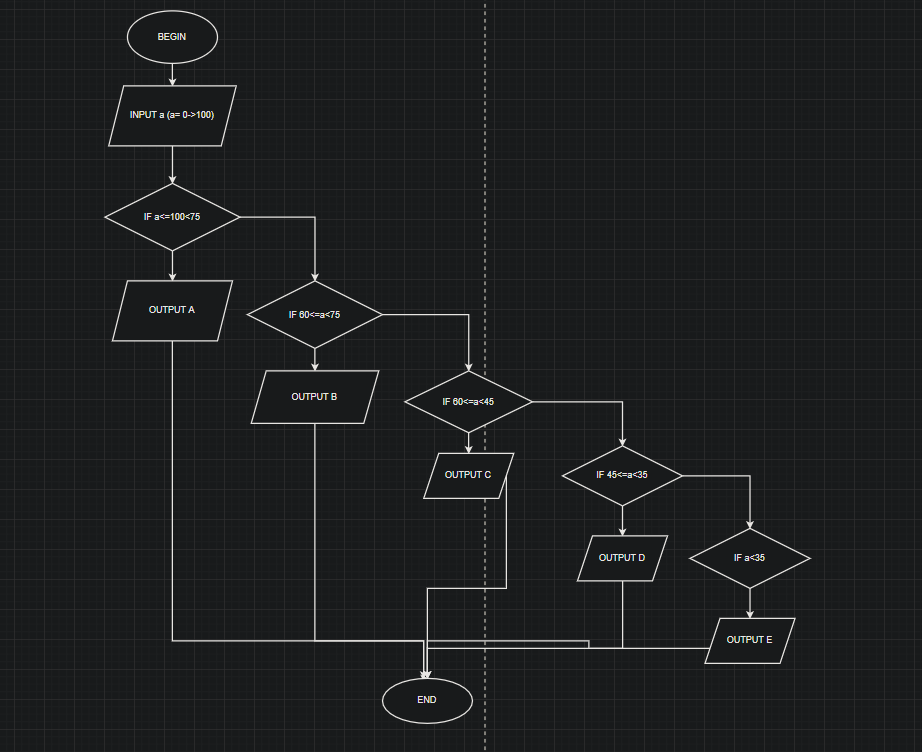 BEGIN
INPUT a (a= 0->100)
IF a<=100<75
OUTPUT A
IF 60<=a<75
OUTPUT B
IF 60<=a<45
OUTPUT C
IF 45<=a<35
OUTPUT D
IF a<35
OUTPUT E
END